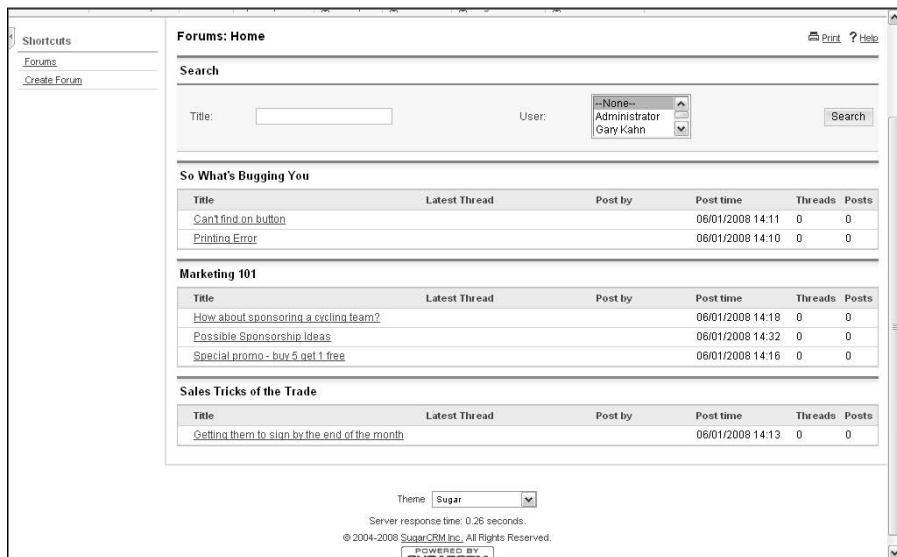 Shortcuts
Forums
Create Forum
Forums: Home
Print ? Help
Search
Title:
User:
--None--
Administrator
Gary Kahn
Search
So What's Bugging You
Title Latest Thread Post by Post time Threads Posts
Can't find on button 06/01/2008 14:11 0 0
Printing Error 06/01/2008 14:10 0 0
Marketing 101
Title Latest Thread Post by Post time Threads Posts
How about sponsoring a cycling team? 06/01/2008 14:18 0 0
Possible Sponsorship Ideas 06/01/2008 14:32 0 0
Special promo - buy 5 get 1 free 06/01/2008 14:16 0 0
Sales Tricks of the Trade
Title Latest Thread Post by Post time Threads Posts
Getting them to sign by the end of the month 06/01/2008 14:13 0 0
Theme Sugar
Server response time: 0.26 seconds.
© 2004-2008 SugarCRM Inc. All Rights Reserved.
POWERED BY